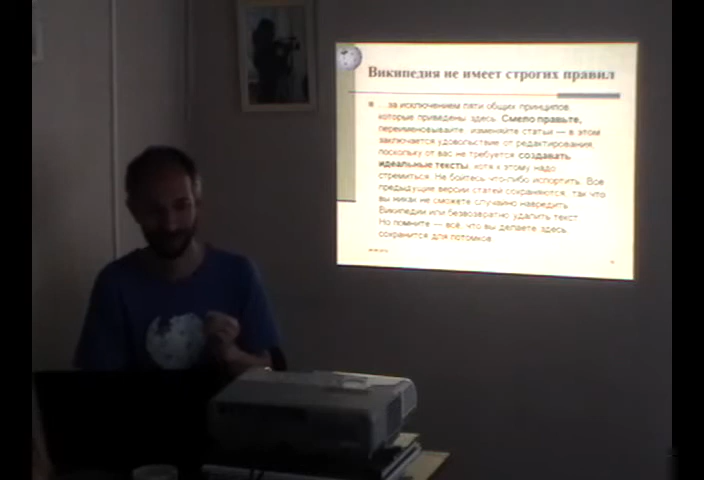 Википедия не имеет строгих правил
... за исключением пяти общих принципов,
которые приведены здесь. Смело правьте,
переименовывайте, изменяйте статьи — в этом
заключается удовольствие от редактирования,
поскольку от вас не требуется создавать
идеальные тексты, хотя к этому надо
стремиться. Не бойтесь что-либо испортить. Все
предыдущие версии статей сохраняются, так что
вы никак не сможете случайно навредить
Википедии или безвозвратно удалить текст.
Но помните — всё, что вы делаете здесь,
сохранится для потомков.